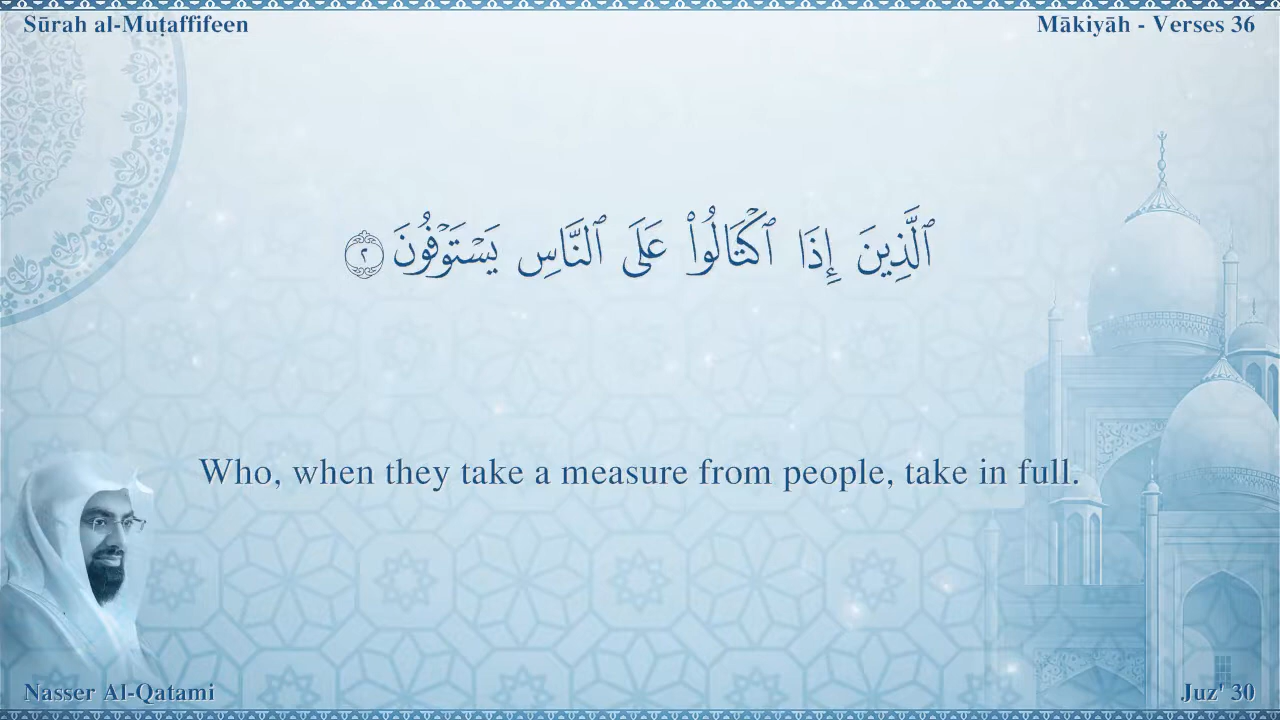 Sūrah al-Muṭaffifeen
Mākiyāh - Verses 36
ٱلَّذِينَ إِذَا ٱكْتَالُوا۟ عَلَى ٱلنَّاسِ يَسْتَوْفُونَ ٢
Who, when they take a measure from people, take in full.
Nasser Al-Qatami
Juz' 30